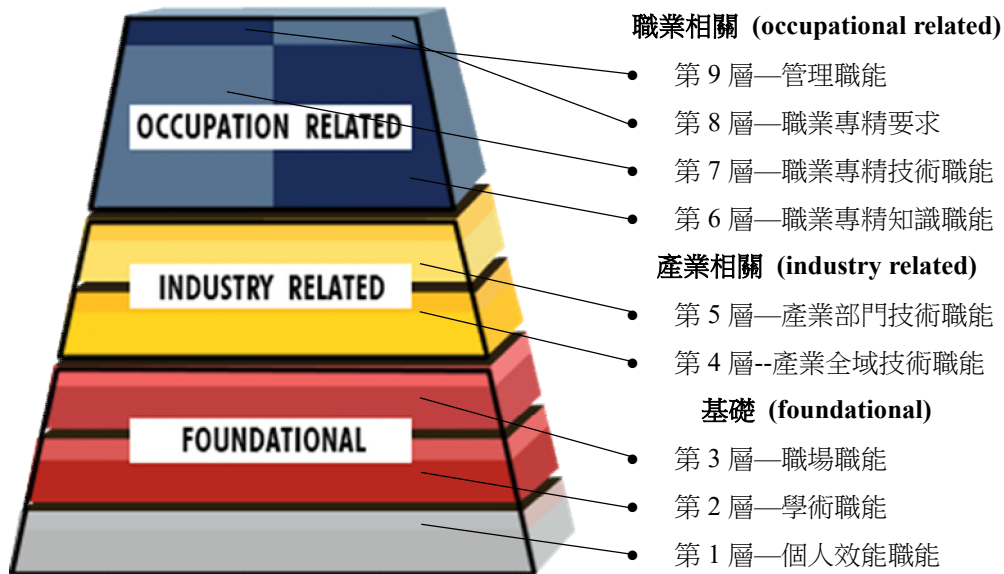 職業相關 (occupational related)
第 9 層—管理職能
第 8 層—職業專精要求
OCCUPATION RELATED
第 7 層—職業專精技術職能
第 6 層—職業專精知識職能
產業相關 (industry related)
INDUSTRY RELATED
第 5 層—產業部門技術職能
第 4 層--產業全域技術職能
基礎 (foundational)
FOUNDATIONAL
第 3 層—職場職能
第 2 層—學術職能
第 1 層—個人效能職能